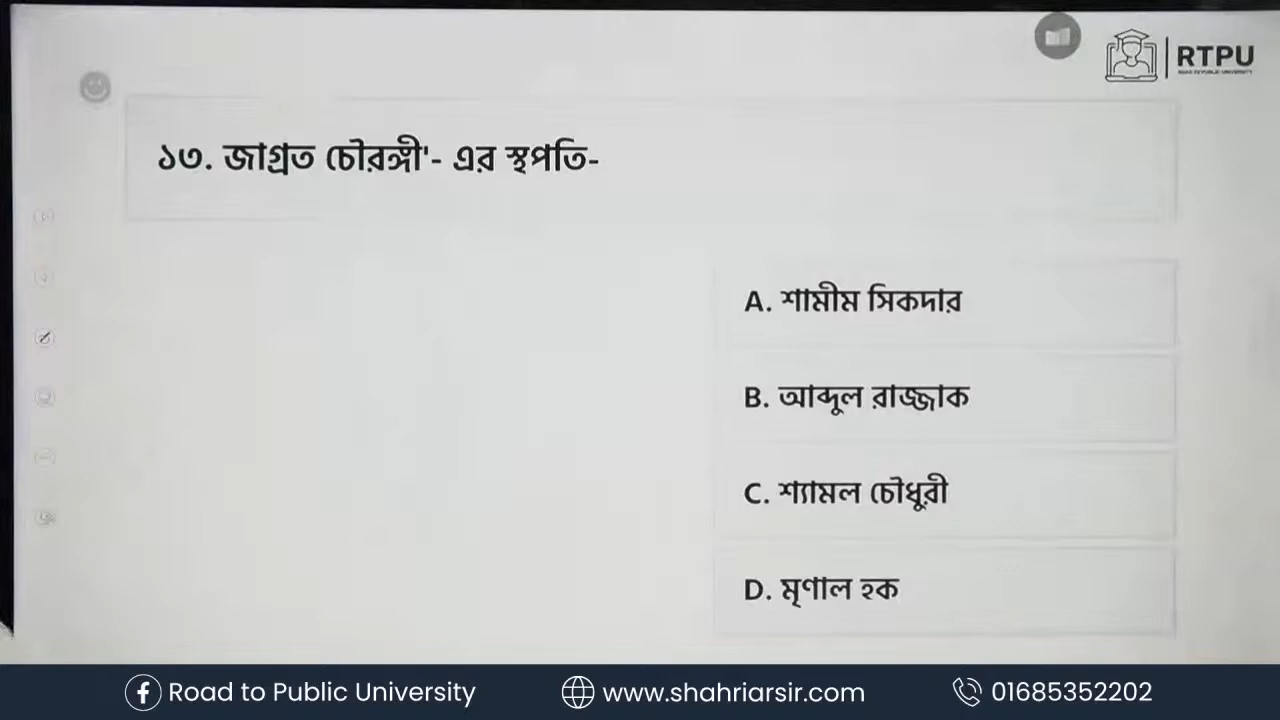 RTPU
১৩. জাগ্রত চৌরঙ্গী'- এর স্থপতি-
A. শামীম সিকদার
B. আব্দুল রাজ্জাক
C. শ্যামল চৌধুরী
D. মৃণাল হক
Road to Public University
www.shahriarsir.com
01685352202